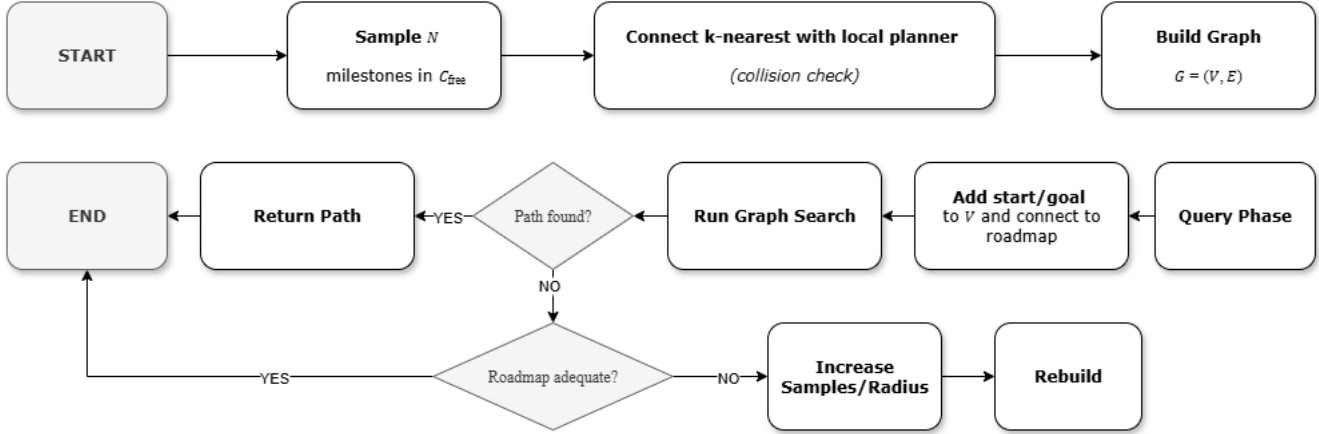 START
Sample N
milestones in C_free
Connect k-nearest with local planner
(collision check)
Build Graph
G = (V, E)
END
Return Path
YES
Path found?
Run Graph Search
Add start/goal
to V and connect to
roadmap
Query Phase
NO
YES
Roadmap adequate?
NO
Increase
Samples/Radius
Rebuild